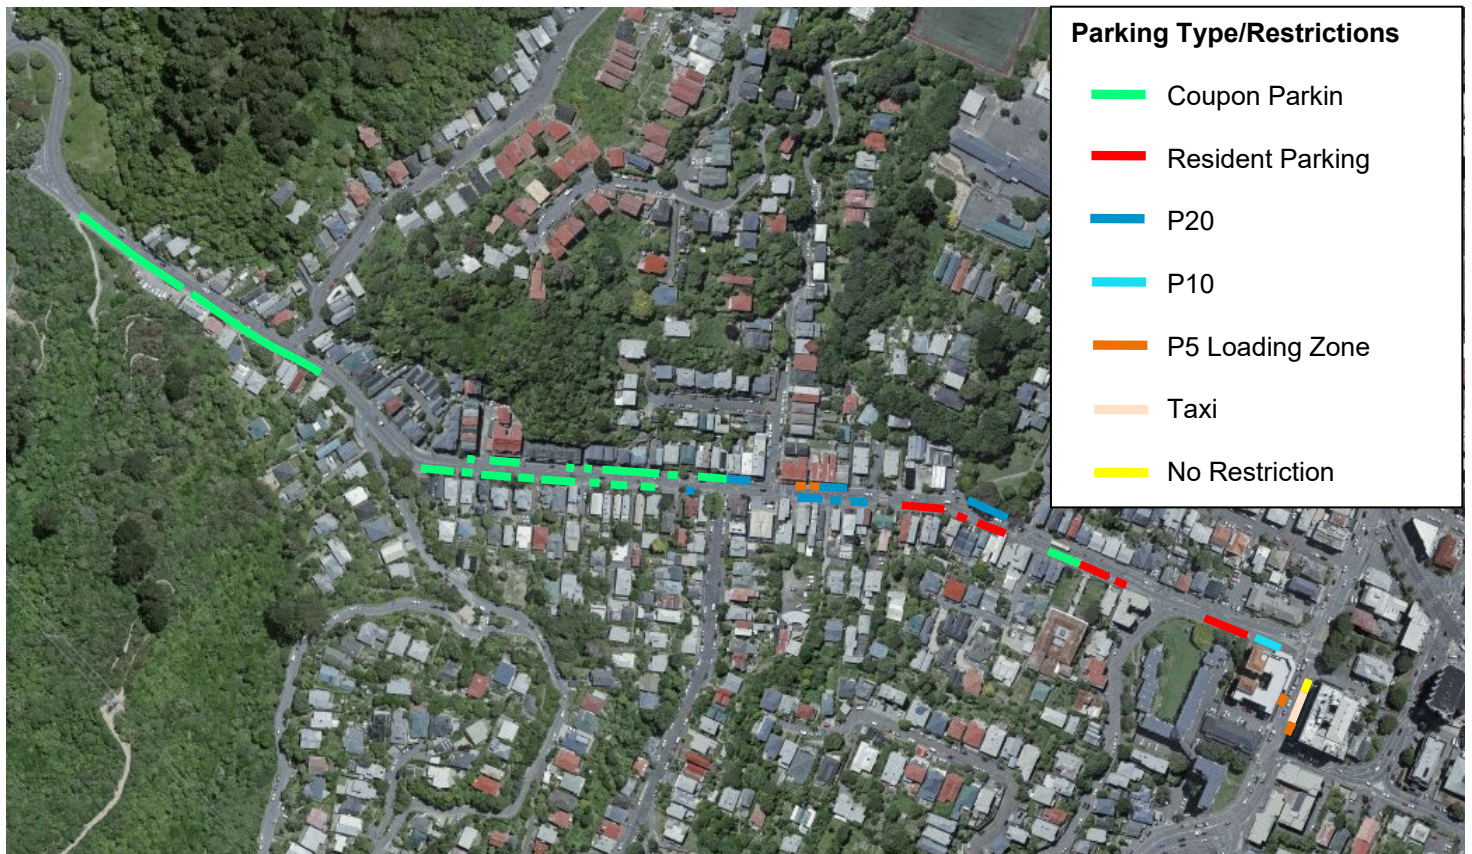 Parking Type/Restrictions
Coupon Parkin
Resident Parking
P20
P10
P5 Loading Zone
Taxi
No Restriction